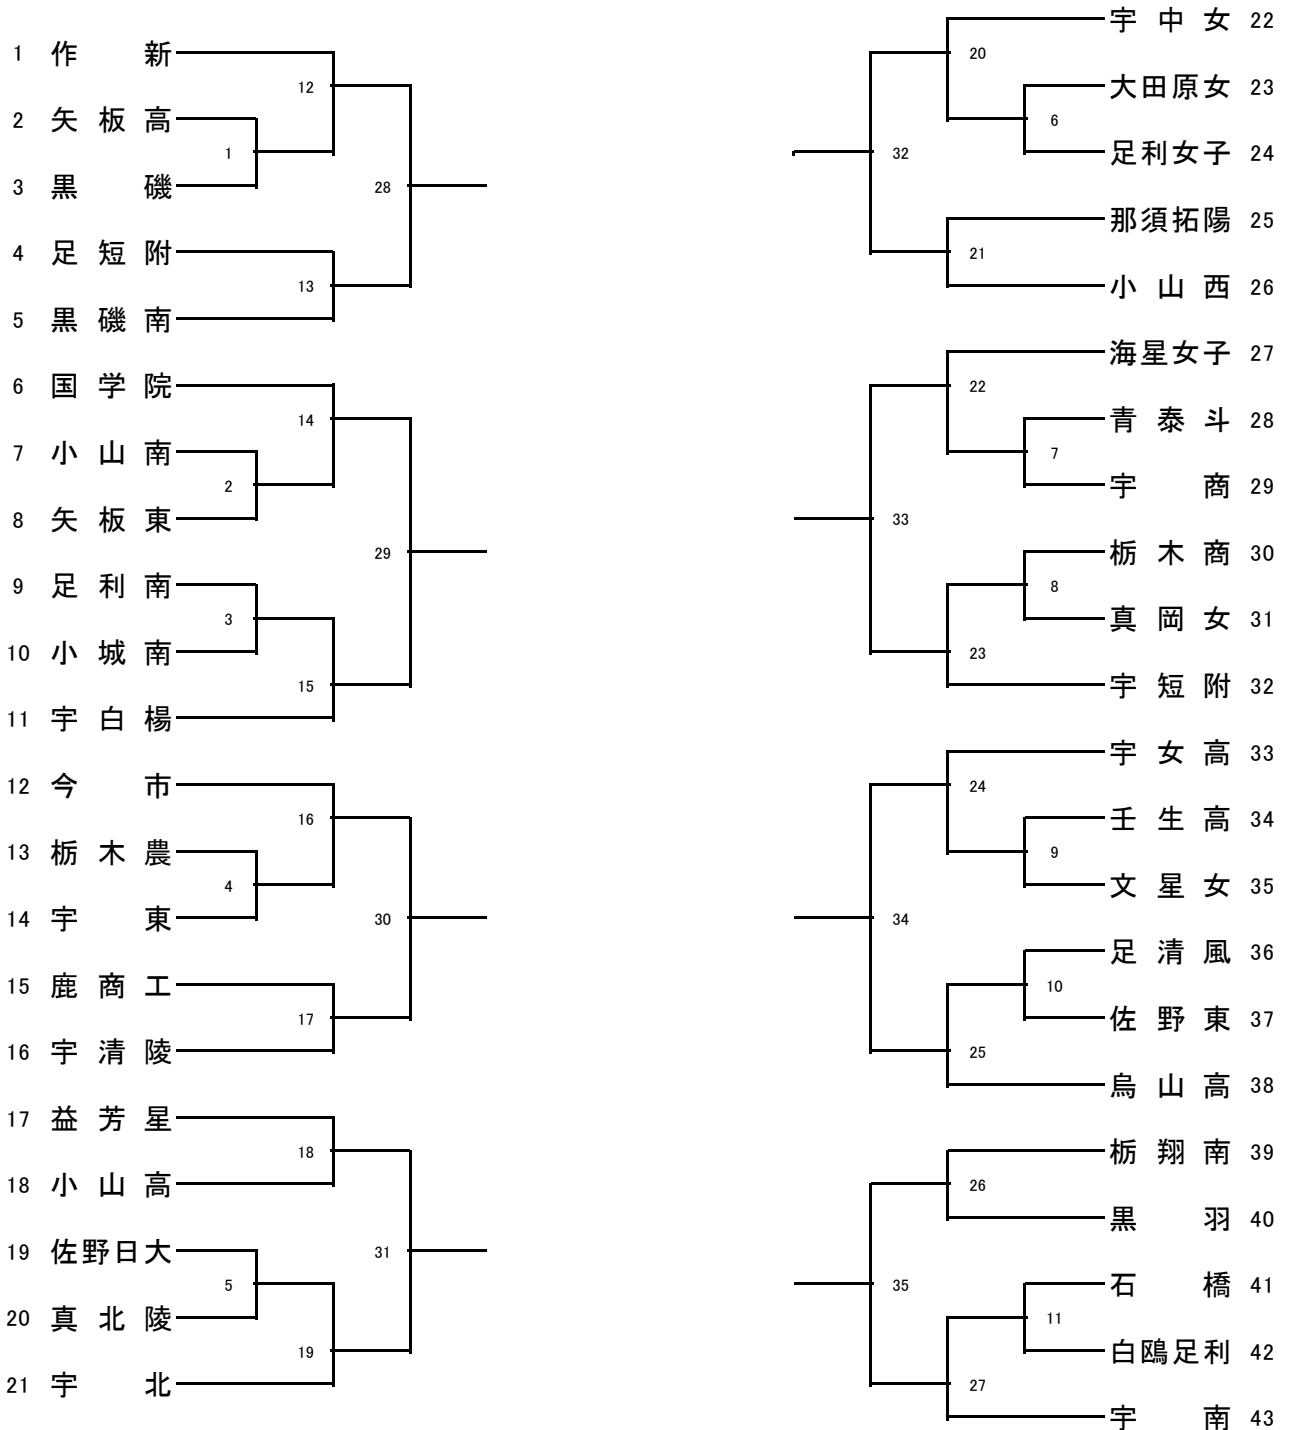 1 作新
12
2 矢板高
1
3 黒磯
28
4 足短附
13
5 黒磯南
6 国学院
14
7 小山南
2
8 矢板東
29
9 足利南
3
10 小城南
15
11 宇白楊
12 今市
16
13 栃木農
4
14 宇東
30
15 鹿商工
17
16 宇清陵
17 益芳星
18
18 小山高
19 佐野日大
31
5
20 真北陵
19
21 宇北
宇中女 22
20
大田原女 23
6
足利女子 24
32
那須拓陽 25
21
小山西 26
海星女子 27
22
青泰斗 28
7
宇商 29
33
栃木商 30
8
真岡女 31
23
宇短附 32
宇女高 33
24
壬生高 34
9
文星女 35
34
足清風 36
10
佐野東 37
25
烏山高 38
栃翔南 39
26
黒羽 40
石橋 41
35
11
白鴎足利 42
27
宇南 43